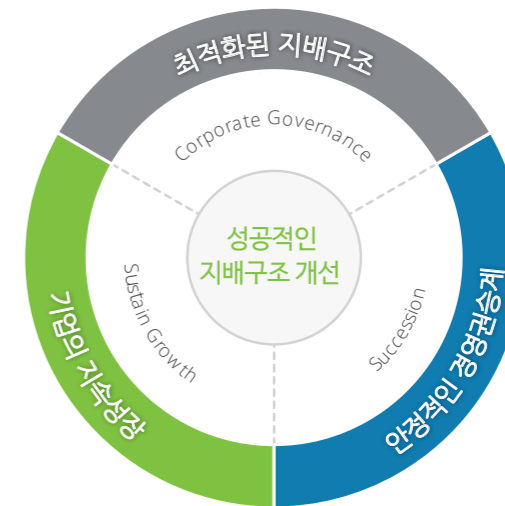 최적화된 지배구조
Corporate Governance
성공적인
지배구조 개선
Sustain Growth
기업의 지속성장
Succession
안정적인 경영권승계